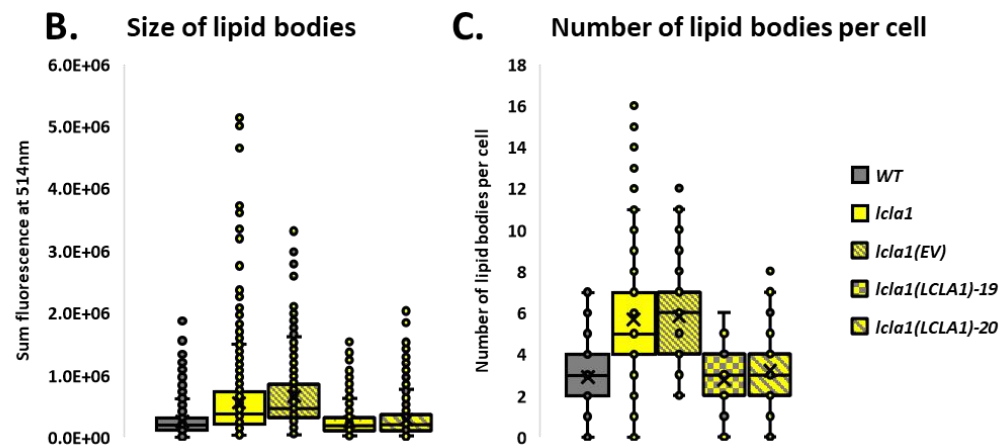 B. Size of lipid bodies
Sum fluorescence at 514nm
6.0E+06
5.0E+06
4.0E+06
3.0E+06
2.0E+06
1.0E+06
0.0E+00
C. Number of lipid bodies per cell
Number of lipid bodies per cell
18
16
14
12
10
8
6
4
2
0
WT
lcla1
lcla1(EV)
lcla1(LCLA1)-19
lcla1(LCLA1)-20